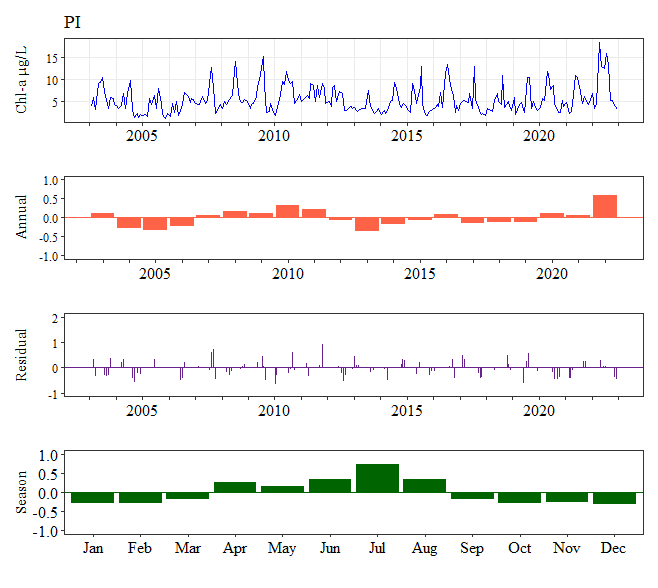 PI
Chl-a µg/L
15
10
5
2005 2010 2015 2020
Annual
1.0
0.5
0.0
-0.5
-1.0
2005 2010 2015 2020
Residual
2
1
0
-1
2005 2010 2015 2020
Season
1.0
0.5
0.0
-0.5
-1.0
Jan Feb Mar Apr May Jun Jul Aug Sep Oct Nov Dec